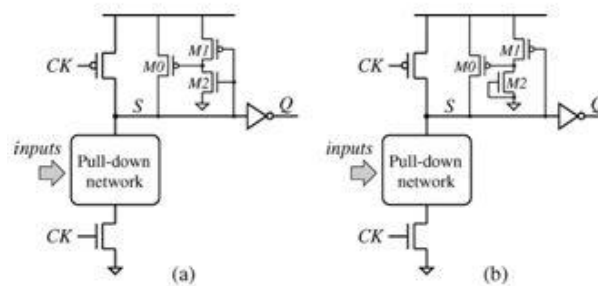 CK
M0
M1
M2
S
Q
inputs
Pull-down
network
CK
(a)
CK
M0
M1
M2
S
Q
inputs
Pull-down
network
CK
(b)